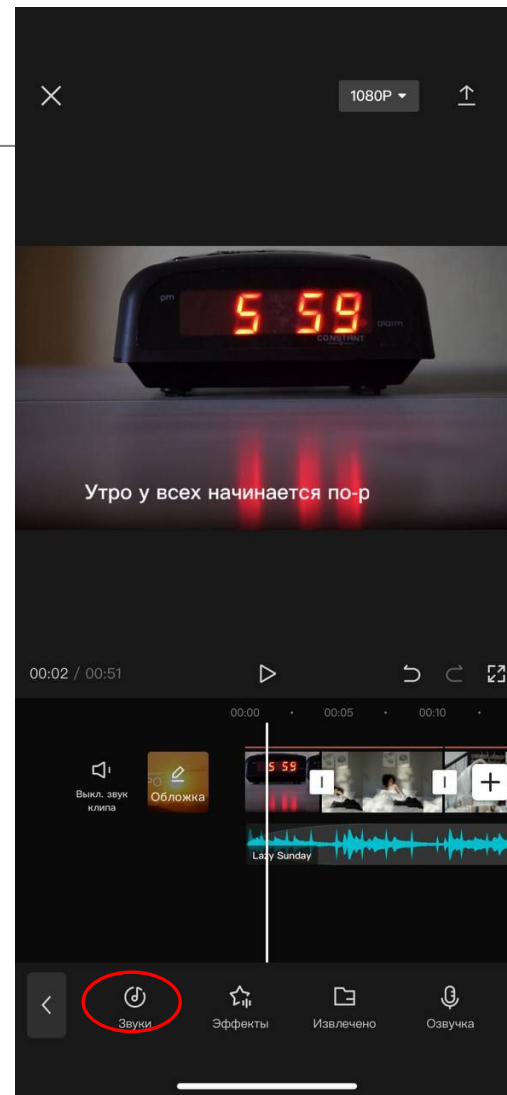 1080P
pm
5 59
alarm
CONSTANT
Утро у всех начинается по-р
00:02 / 00:51
00:00 00:05 00:10
5 59
Выкл. звук
клипа
Обложка
Lazy Sunday
Звуки
Эффекты
Извлечено
Озвучка